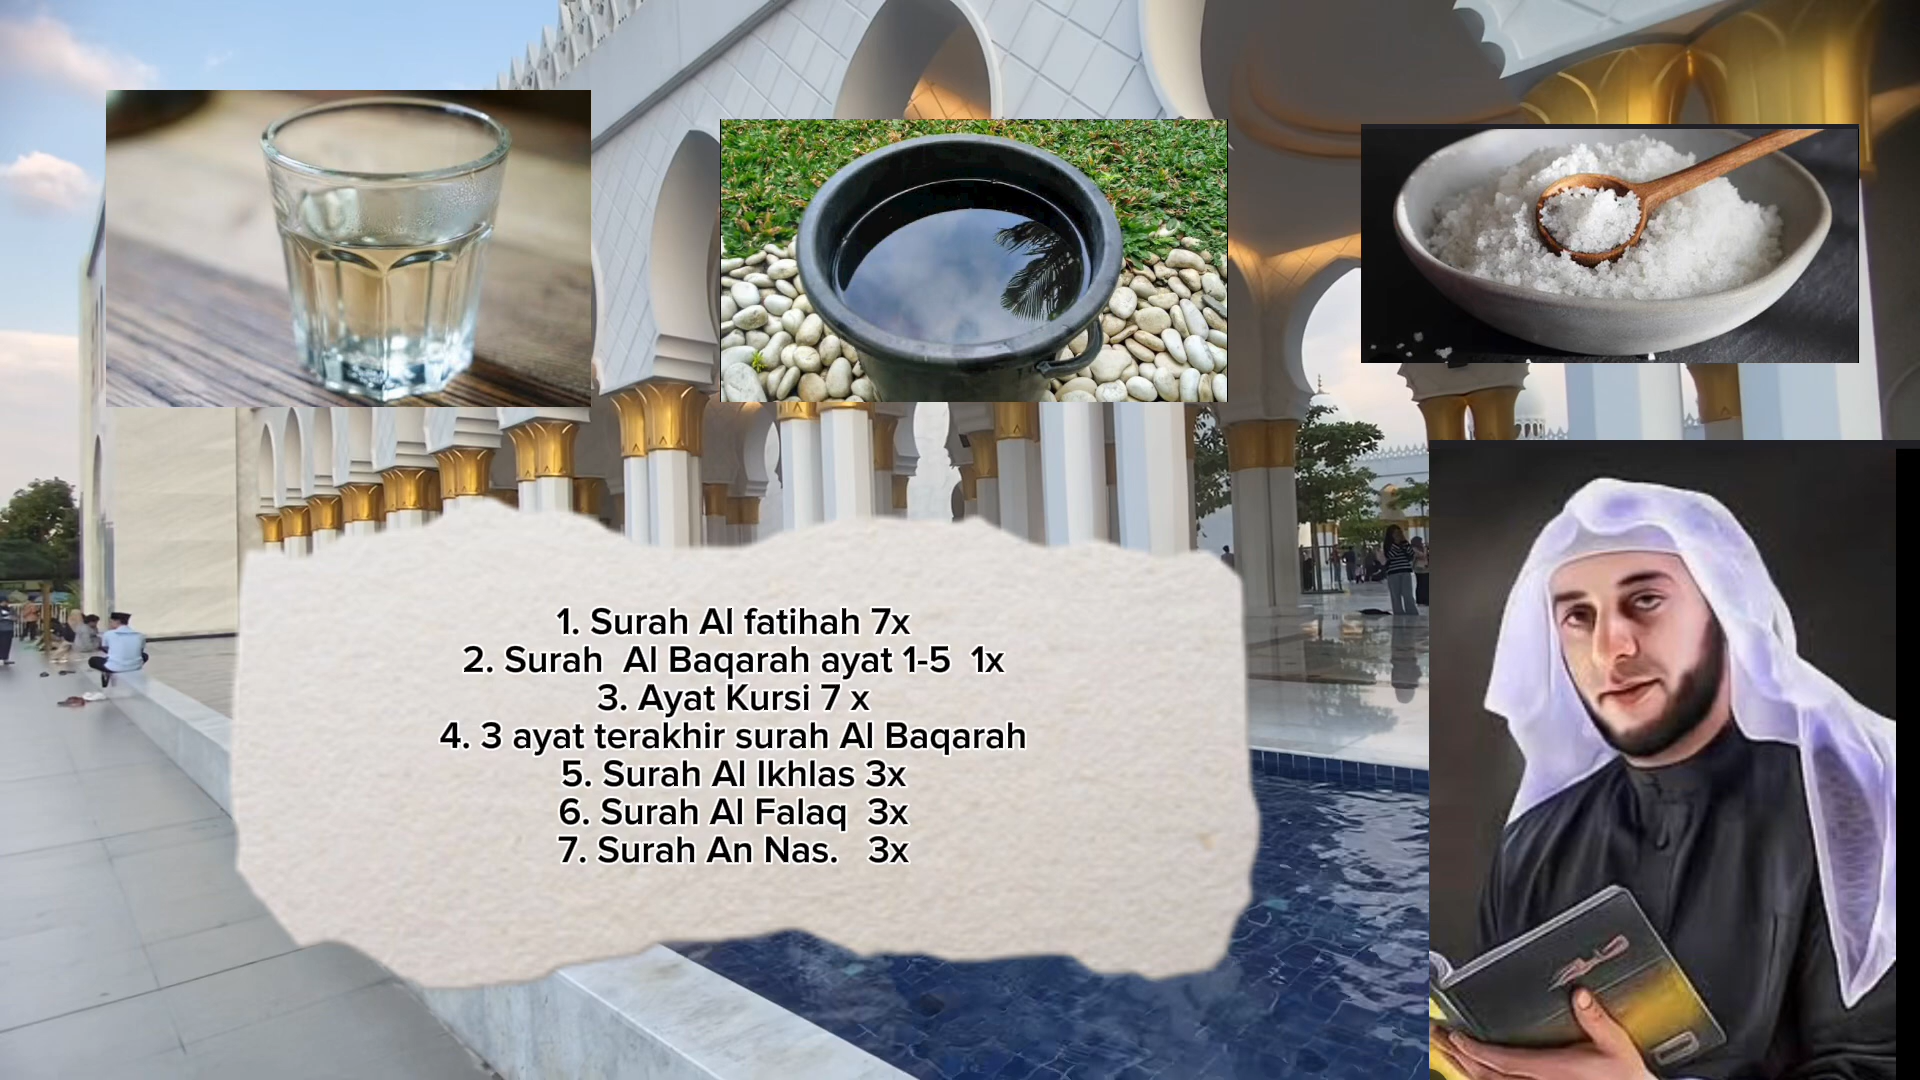 1. Surah Al fatihah 7x
2. Surah  Al Baqarah ayat 1-5  1x
3. Ayat Kursi 7 x
4. 3 ayat terakhir surah Al Baqarah
5. Surah Al Ikhlas 3x
6. Surah Al Falaq  3x
7. Surah An Nas.   3x